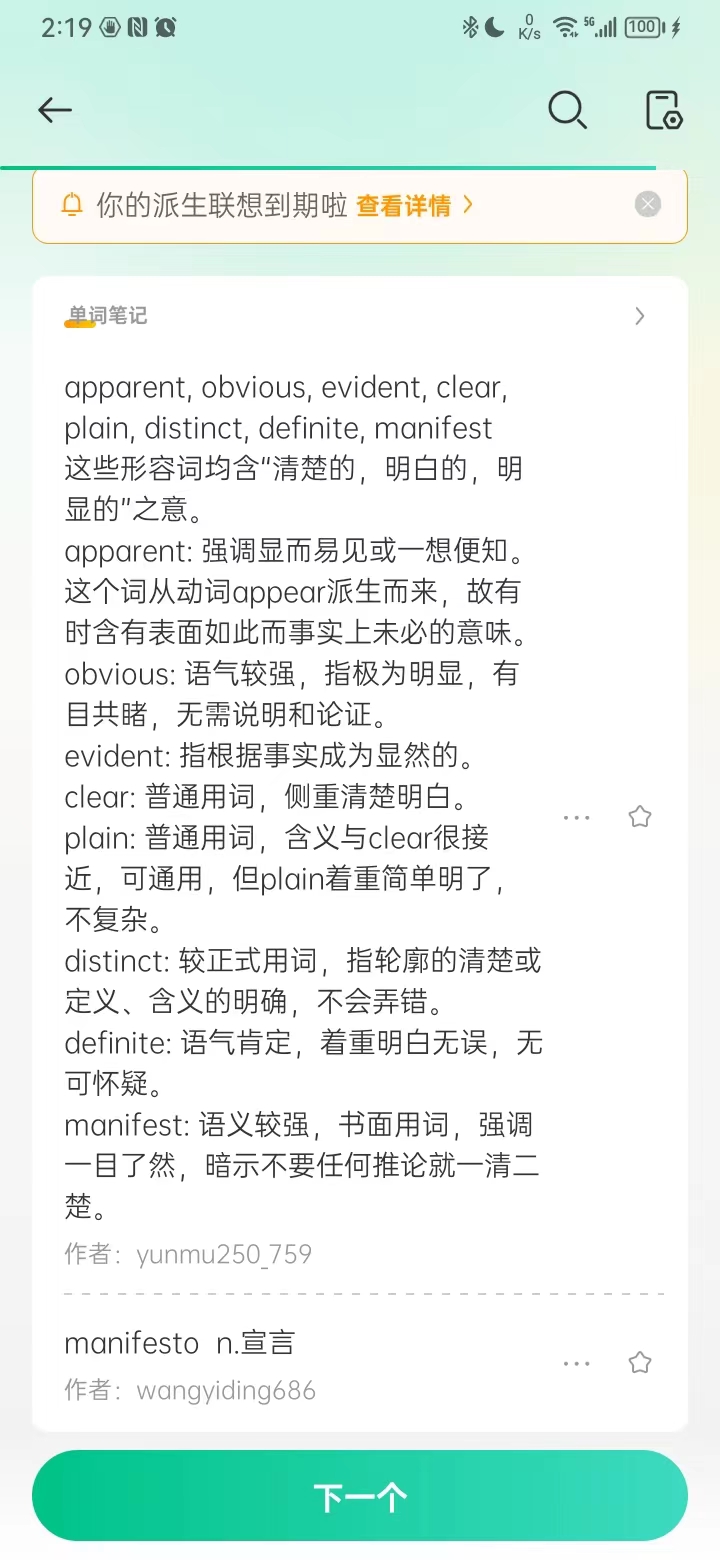 2:19
0
K/s
5G
100
你的派生联想到期啦 查看详情
单词笔记
apparent, obvious, evident, clear,
plain, distinct, definite, manifest
这些形容词均含“清楚的，明白的，明
显的”之意。
apparent: 强调显而易见或一想便知。
这个词从动词appear派生而来，故有
时含有表面如此而事实上未必的意味。
obvious: 语气较强，指极为明显，有
目共睹，无需说明和论证。
evident: 指根据事实成为显然的。
clear: 普通用词，侧重清楚明白。
plain: 普通用词，含义与clear很接
近，可通用，但plain着重简单明了，
不复杂。
distinct: 较正式用词，指轮廓的清楚或
定义、含义的明确，不会弄错。
definite: 语气肯定，着重明白无误，无
可怀疑。
manifest: 语义较强，书面用词，强调
一目了然，暗示不要任何推论就一清二
楚。
作者：yunmu250_759
manifesto  n.宣言
作者：wangyiding686
下一个